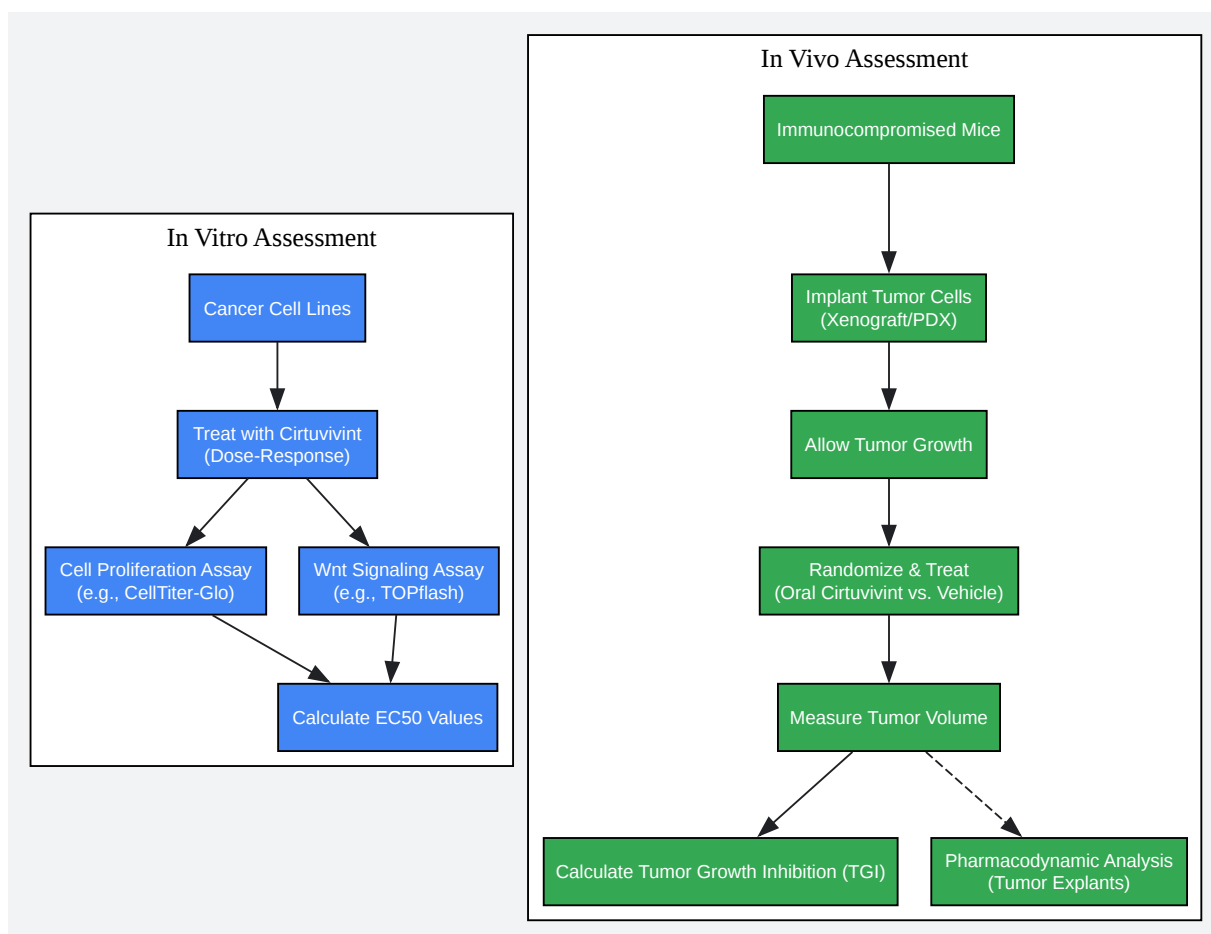 In Vitro Assessment
Cancer Cell Lines
Treat with Cirtuvivint
(Dose-Response)
Cell Proliferation Assay
(e.g., CellTiter-Glo)
Wnt Signaling Assay
(e.g., TOPflash)
Calculate EC50 Values
In Vivo Assessment
Immunocompromised Mice
Implant Tumor Cells
(Xenograft/PDX)
Allow Tumor Growth
Randomize & Treat
(Oral Cirtuvivint vs. Vehicle)
Measure Tumor Volume
Calculate Tumor Growth Inhibition (TGI)
Pharmacodynamic Analysis
(Tumor Explants)